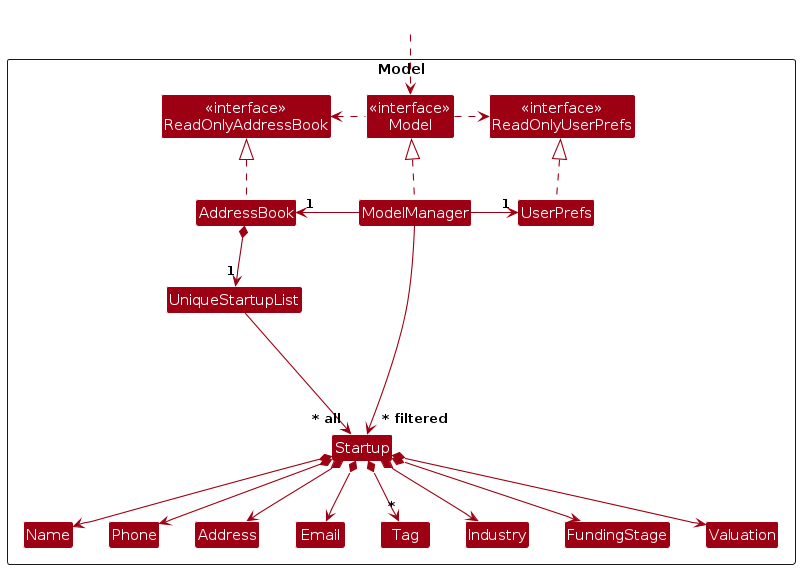 Model
«interface»
ReadOnlyAddressBook
«interface»
Model
«interface»
ReadOnlyUserPrefs
AddressBook
1
ModelManager
1
UserPrefs
1
UniqueStartupList
* all
* filtered
Startup
*
Name
Phone
Address
Email
Tag
Industry
FundingStage
Valuation